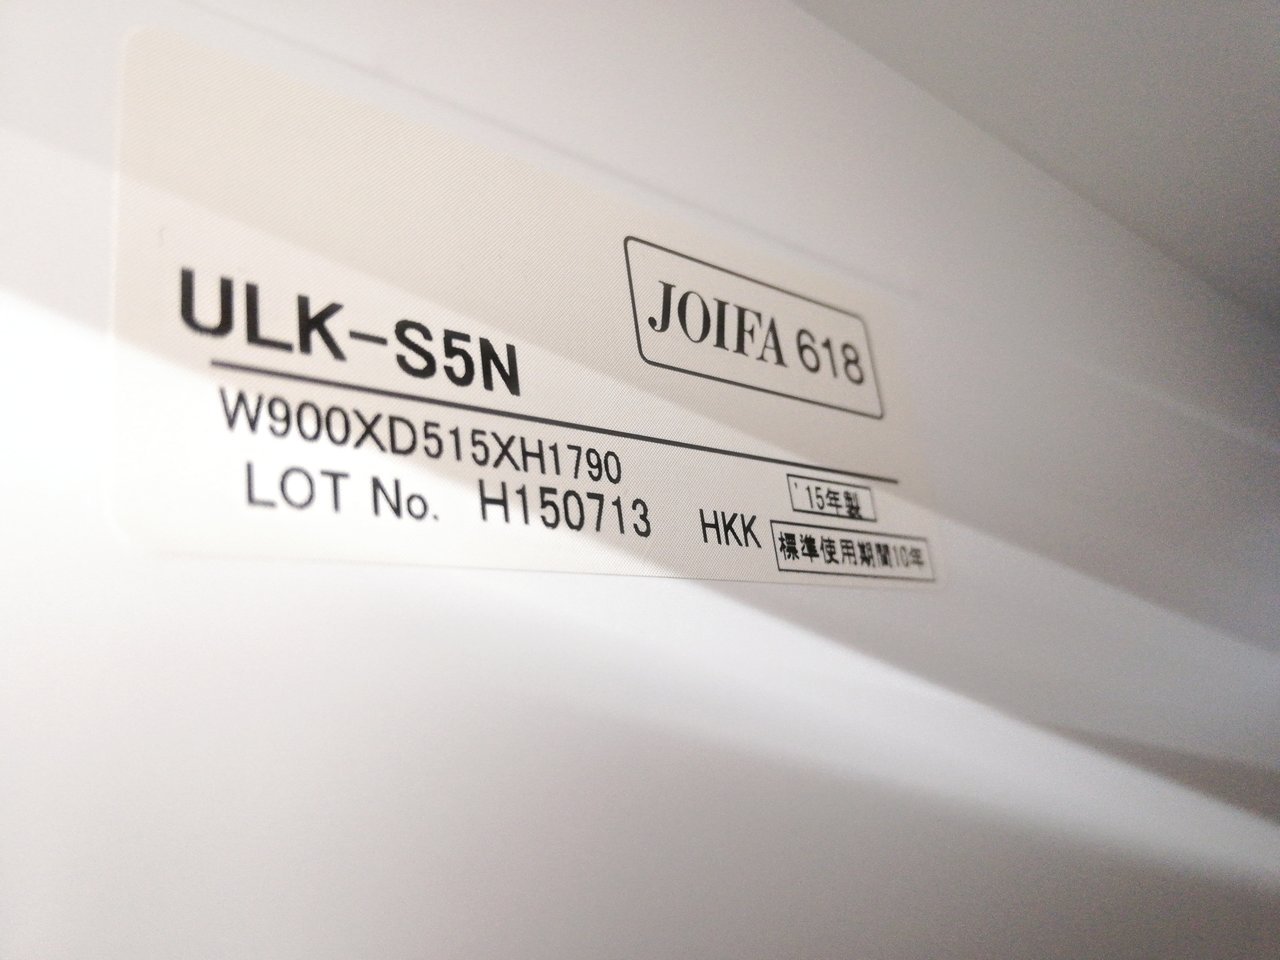 JOIFA 618
ULK-S5N
W900XD515XH1790
LOT No. H150713 HKK
'15年製
標準使用期間10年